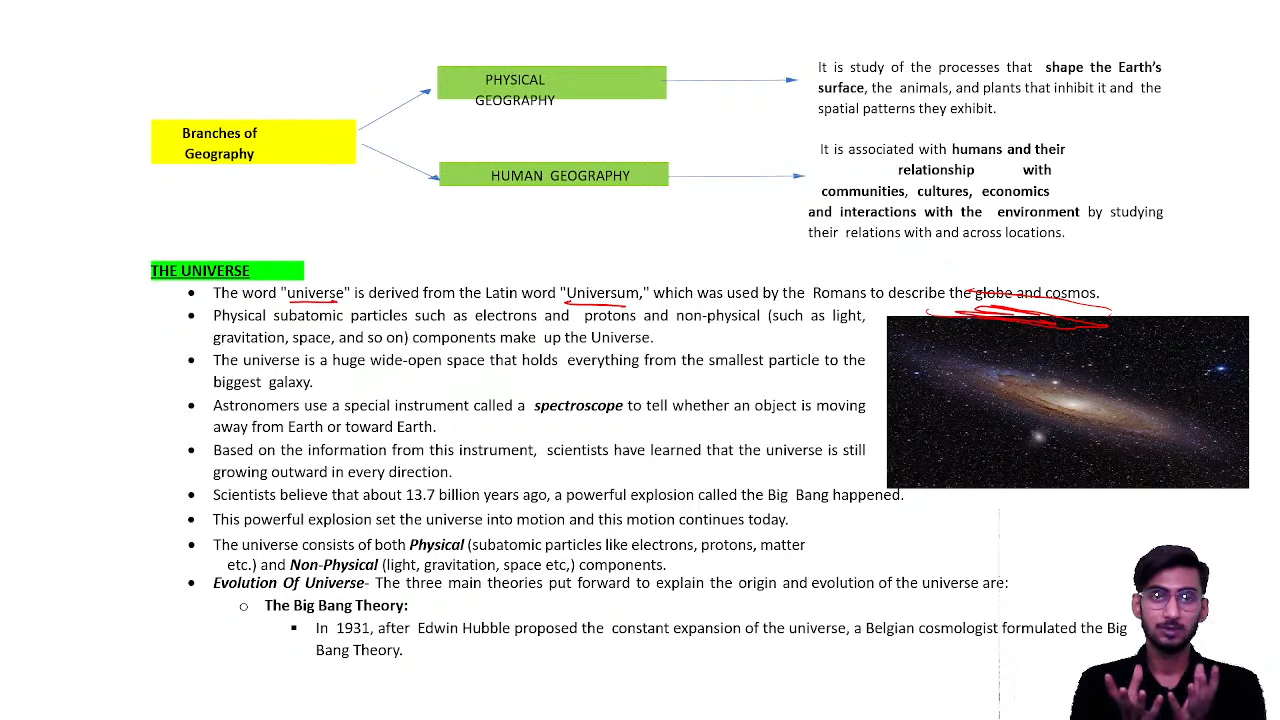 PHYSICAL
GEOGRAPHY
It is study of the processes that shape the Earth's
surface, the animals, and plants that inhibit it and the
spatial patterns they exhibit.
Branches of
Geography
HUMAN GEOGRAPHY
It is associated with humans and their
relationship with
communities, cultures, economics
and interactions with the environment by studying
their relations with and across locations.
THE UNIVERSE
• The word "universe" is derived from the Latin word "Universum," which was used by the Romans to describe the globe and cosmos.
• Physical subatomic particles such as electrons and protons and non-physical (such as light,
gravitation, space, and so on) components make up the Universe.
• The universe is a huge wide-open space that holds everything from the smallest particle to the
biggest galaxy.
• Astronomers use a special instrument called a spectroscope to tell whether an object is moving
away from Earth or toward Earth.
• Based on the information from this instrument, scientists have learned that the universe is still
growing outward in every direction.
• Scientists believe that about 13.7 billion years ago, a powerful explosion called the Big Bang happened.
• This powerful explosion set the universe into motion and this motion continues today.
• The universe consists of both Physical (subatomic particles like electrons, protons, matter
etc.) and Non-Physical (light, gravitation, space etc,) components.
• Evolution Of Universe- The three main theories put forward to explain the origin and evolution of the universe are:
o The Big Bang Theory:
▪ In 1931, after Edwin Hubble proposed the constant expansion of the universe, a Belgian cosmologist formulated the Big
Bang Theory.